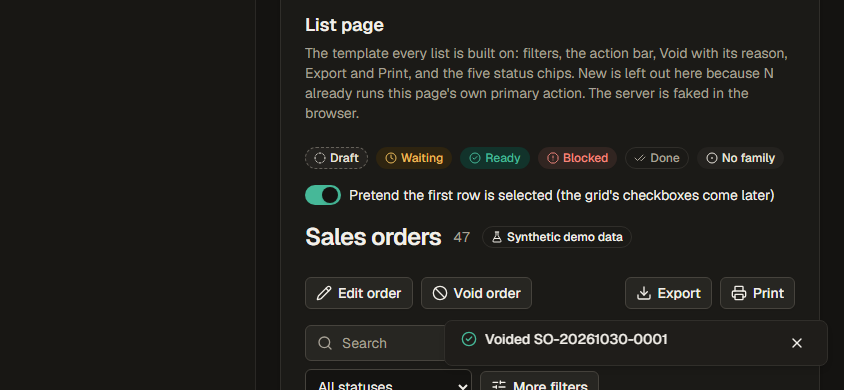 List page
The template every list is built on: filters, the action bar, Void with its reason,
Export and Print, and the five status chips. New is left out here because N
already runs this page's own primary action. The server is faked in the
browser.
Draft Waiting Ready Blocked Done No family
Pretend the first row is selected (the grid's checkboxes come later)
Sales orders 47 Synthetic demo data
Edit order Void order Export Print
Search Voided SO-20261030-0001
All statuses More filters